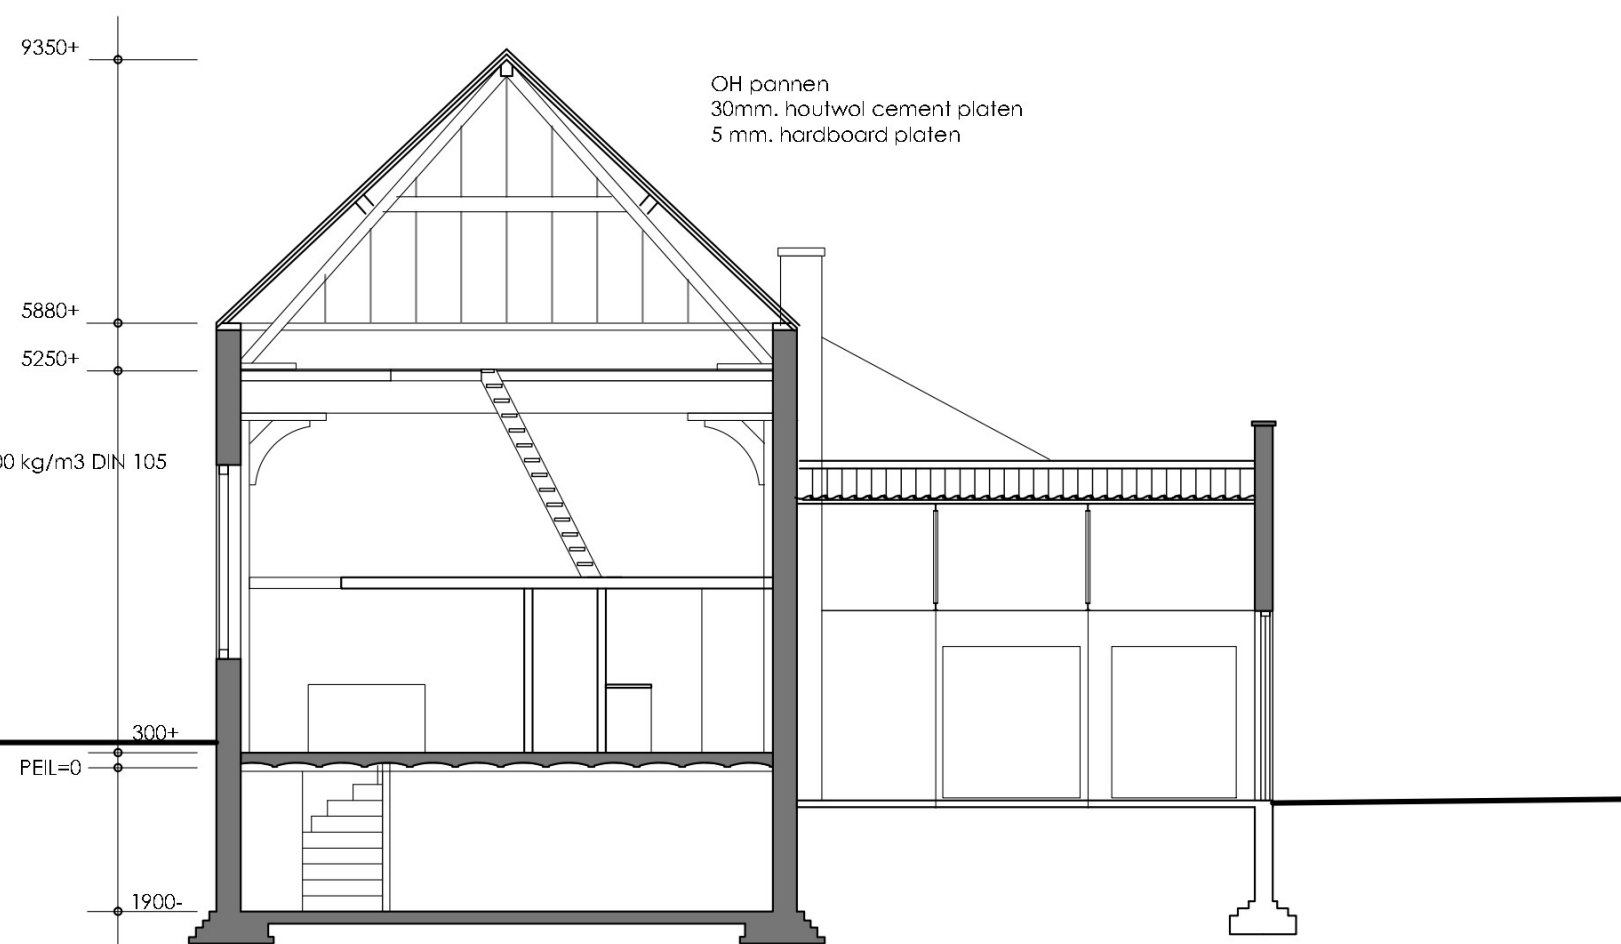 9350+
OH pannen
30mm. houtwol cement platen
5 mm. hardboard platen
5880+
5250+
00 kg/m3 DIN 105
300+
PEIL=0
1900-